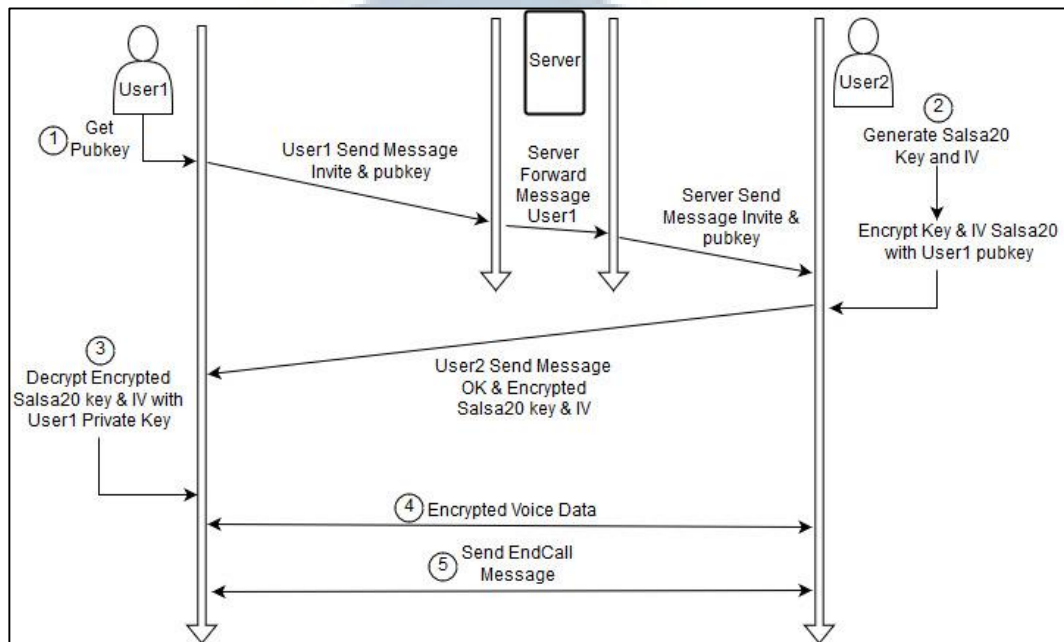 User1
Server
User2
1
Get
Pubkey
User1 Send Message
Invite & pubkey
Server
Forward
Message
User1
Server Send
Message Invite &
pubkey
2
Generate Salsa20
Key and IV
Encrypt Key & IV Salsa20
with User1 pubkey
User2 Send Message
OK & Encrypted
Salsa20 key & IV
3
Decrypt Encrypted
Salsa20 key & IV with
User1 Private Key
4 Encrypted Voice Data
5 Send EndCall
Message